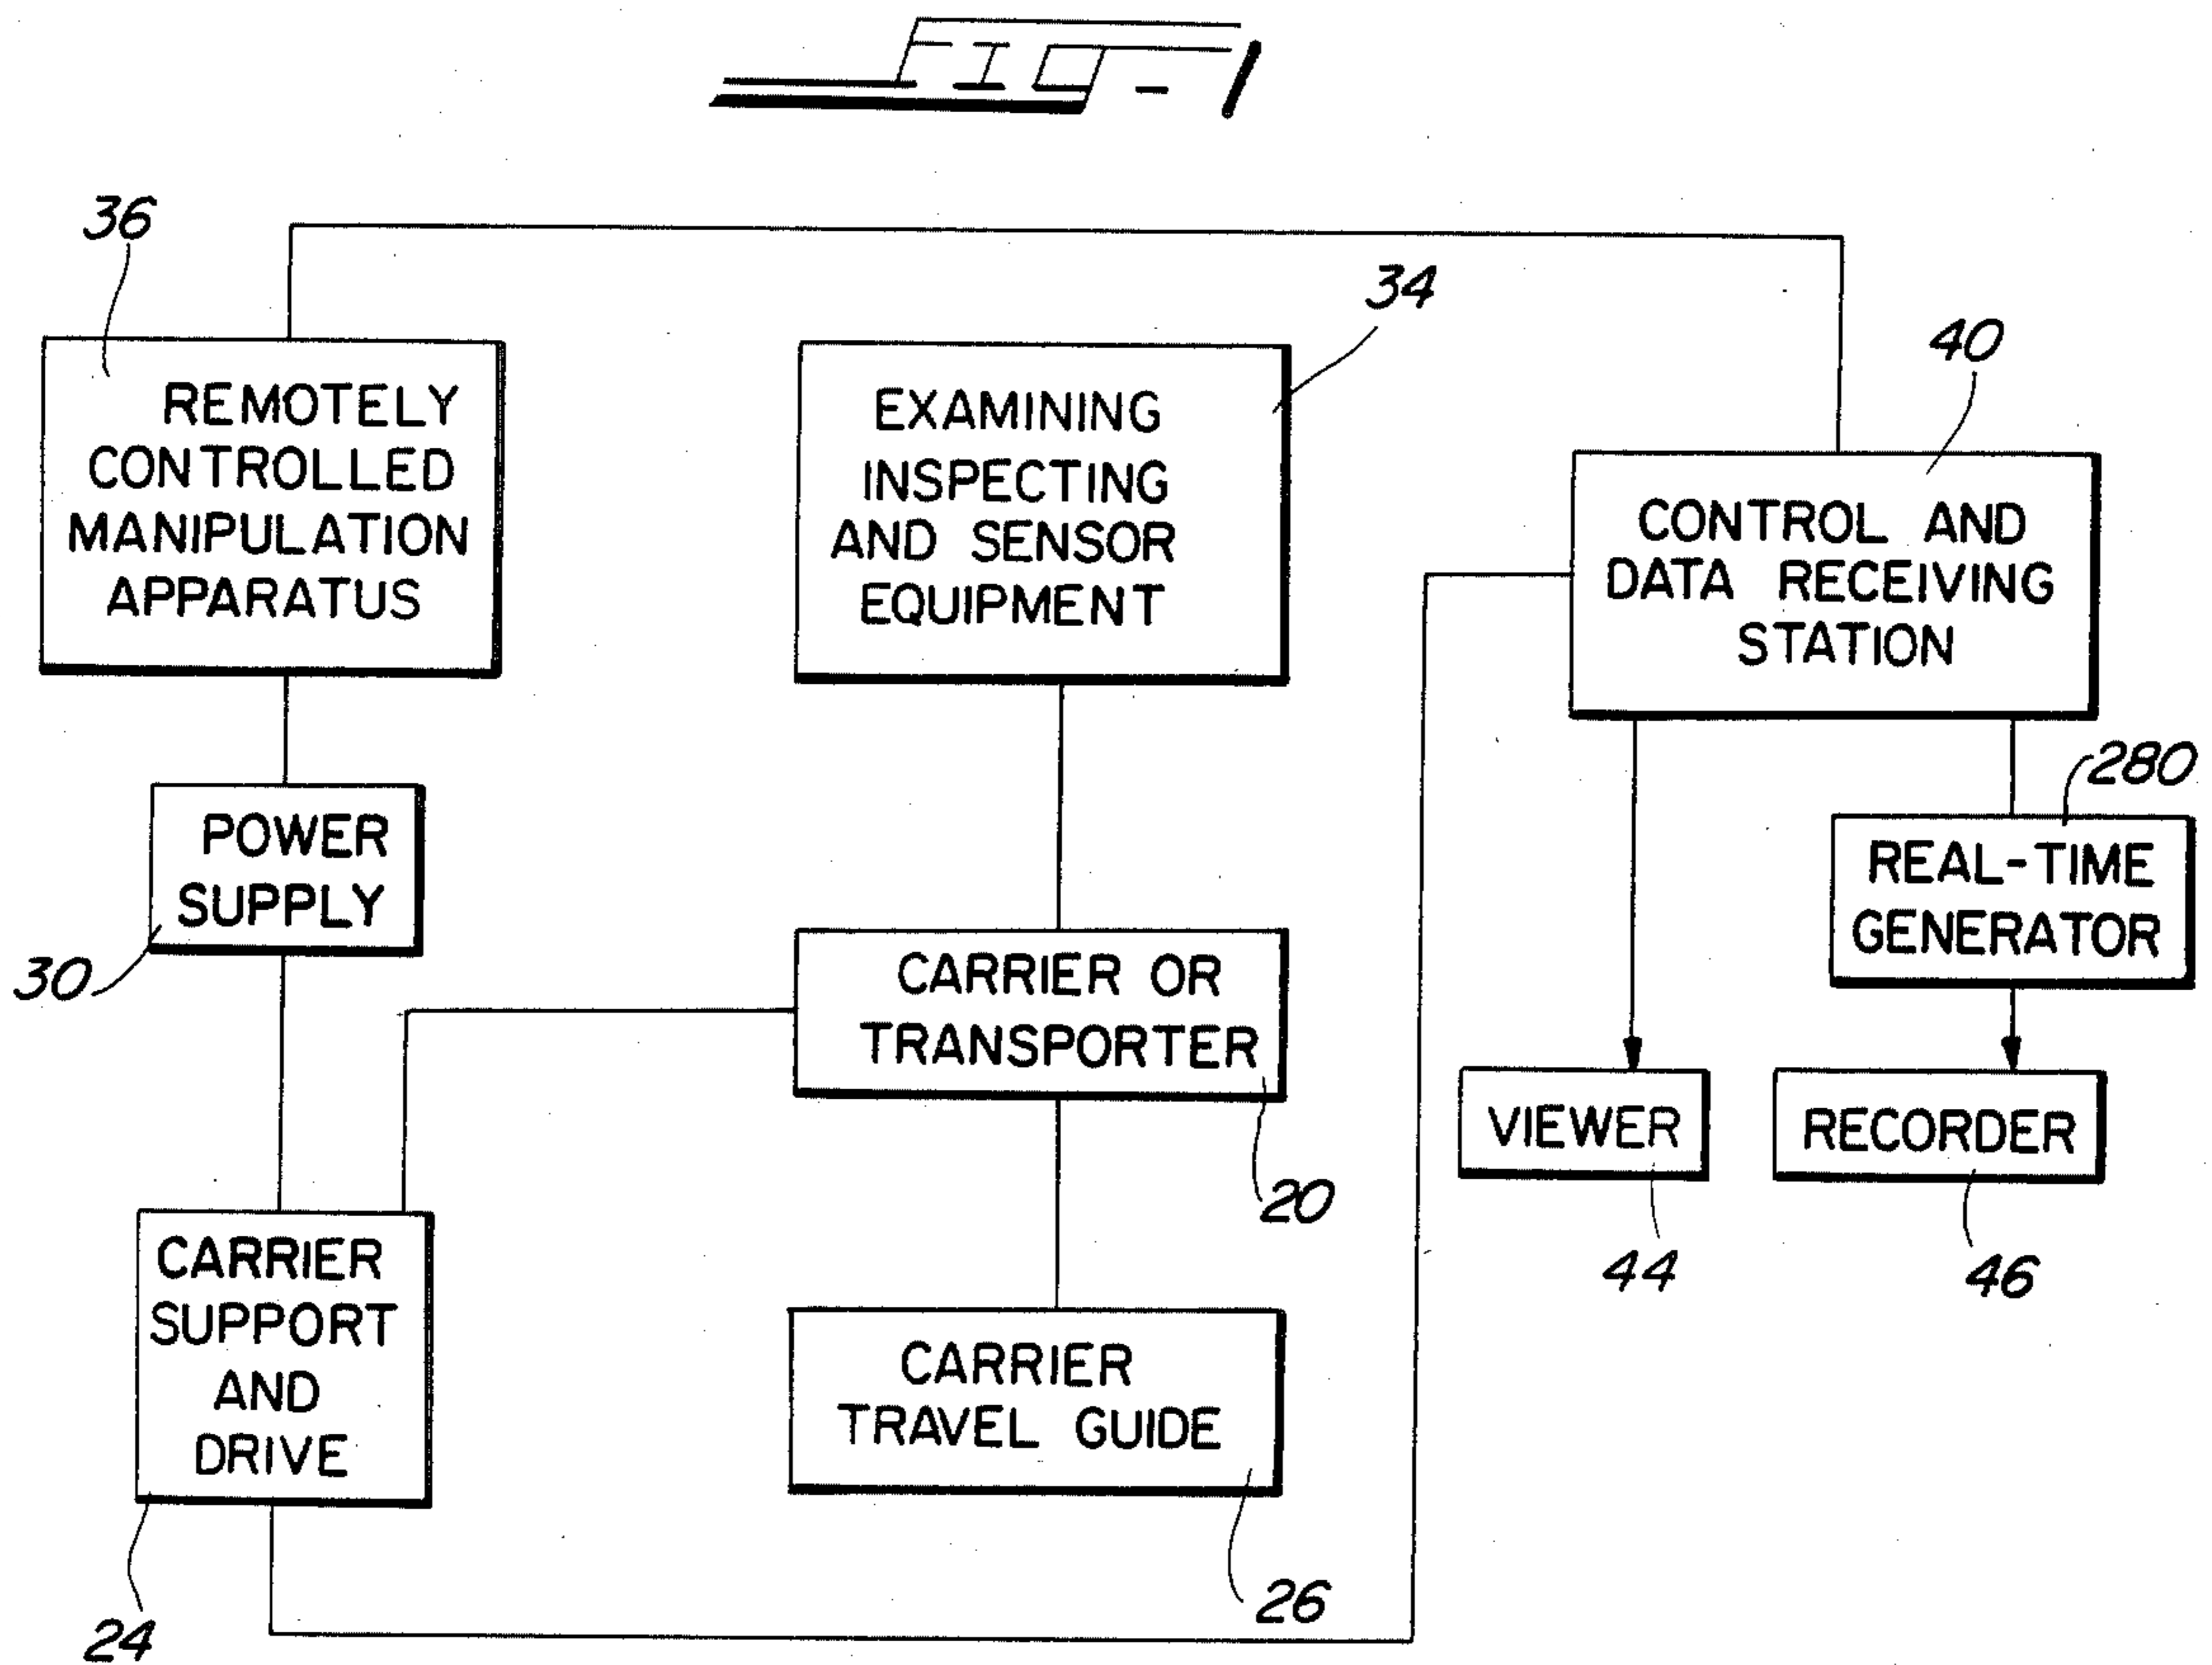 FIG-1
36
34
40
REMOTELY
CONTROLLED
MANIPULATION
APPARATUS
EXAMINING
INSPECTING
AND SENSOR
EQUIPMENT
CONTROL AND
DATA RECEIVING
STATION
280
POWER
SUPPLY
30
REAL-TIME
GENERATOR
CARRIER OR
TRANSPORTER
20
VIEWER
44
RECORDER
46
CARRIER
SUPPORT
AND
DRIVE
24
CARRIER
TRAVEL GUIDE
26